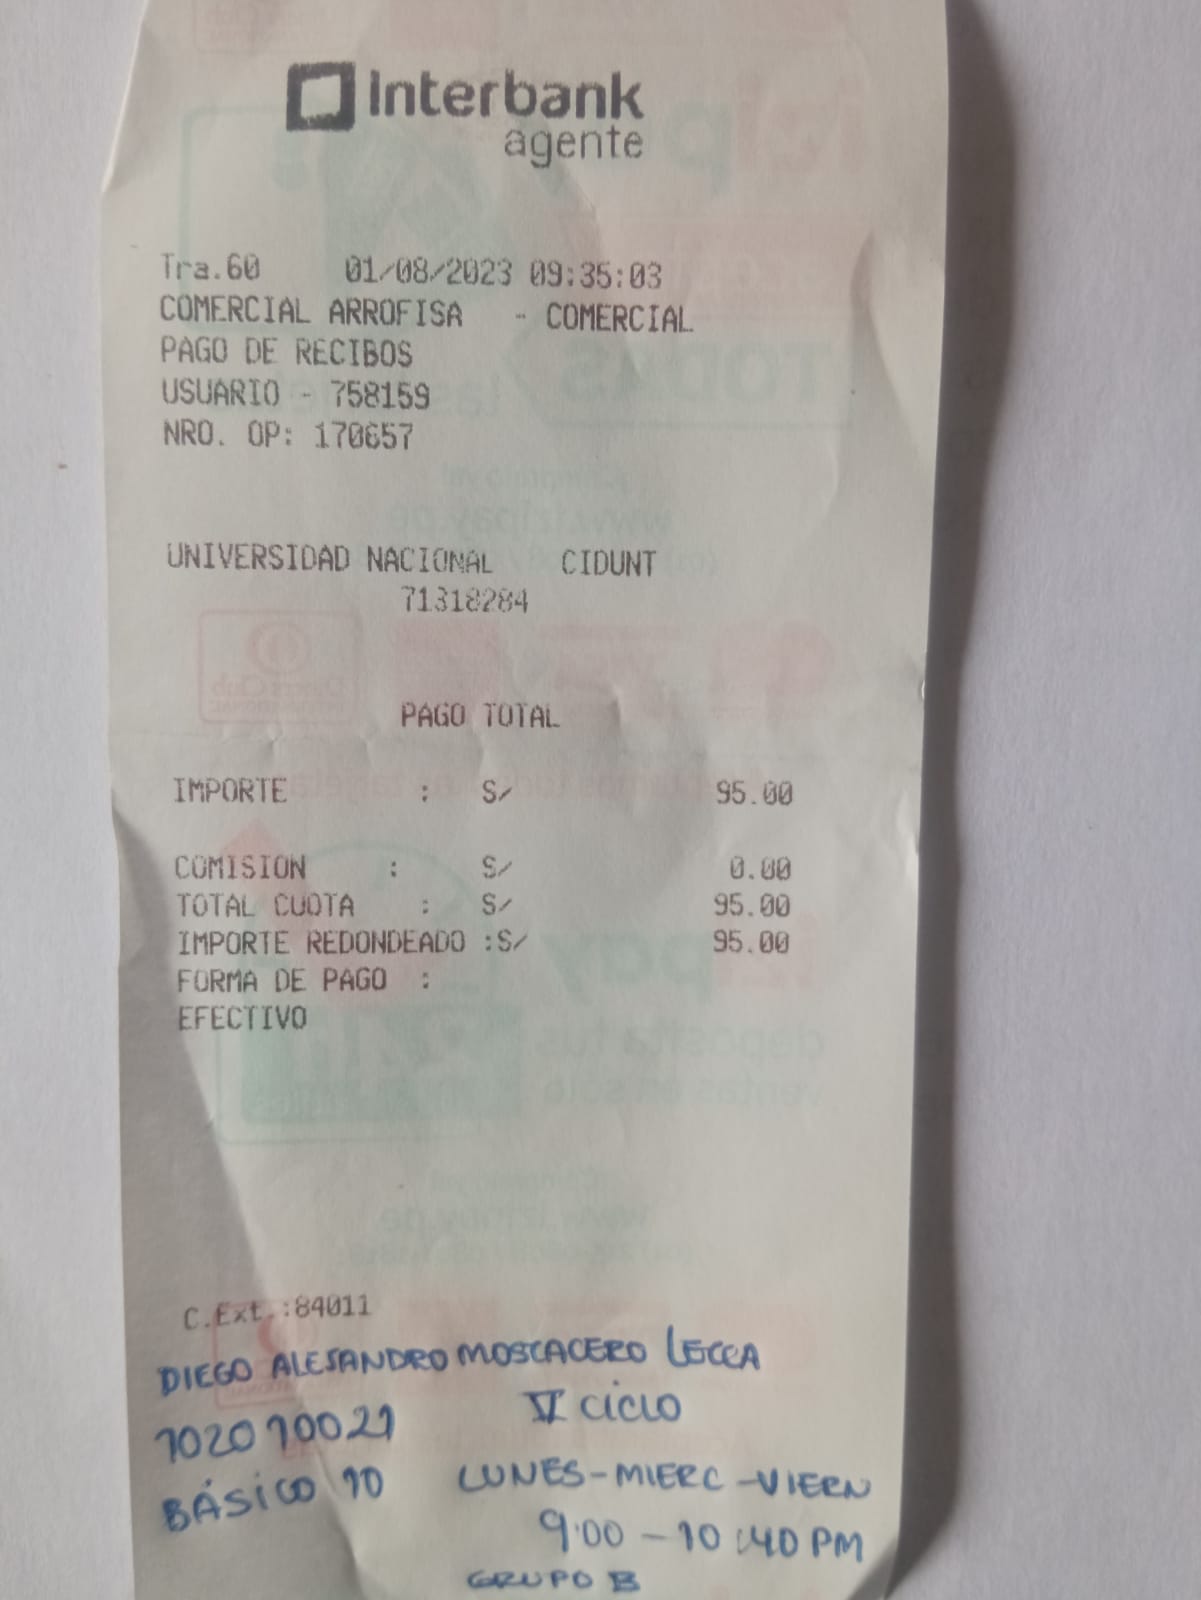 Interbank
agente
Tra.60 01/08/2023 09:35:03
COMERCIAL ARROFISA - COMERCIAL
PAGO DE RECIBOS
USUARIO - 758159
NRO. OP: 170657
UNIVERSIDAD NACIONAL CIDUNT
71318284
PAGO TOTAL
IMPORTE : S/ 95.00
COMISION : S/ 0.00
TOTAL CUOTA : S/ 95.00
IMPORTE REDONDEADO :S/ 95.00
FORMA DE PAGO :
EFECTIVO
C.Ext.:84011
DIEGO ALEJANDRO MOSCACERO LECCA
102010021 V CICLO
BÁSICO 10 LUNES-MIERC-VIERN
9:00 - 10:40 PM
GRUPO B